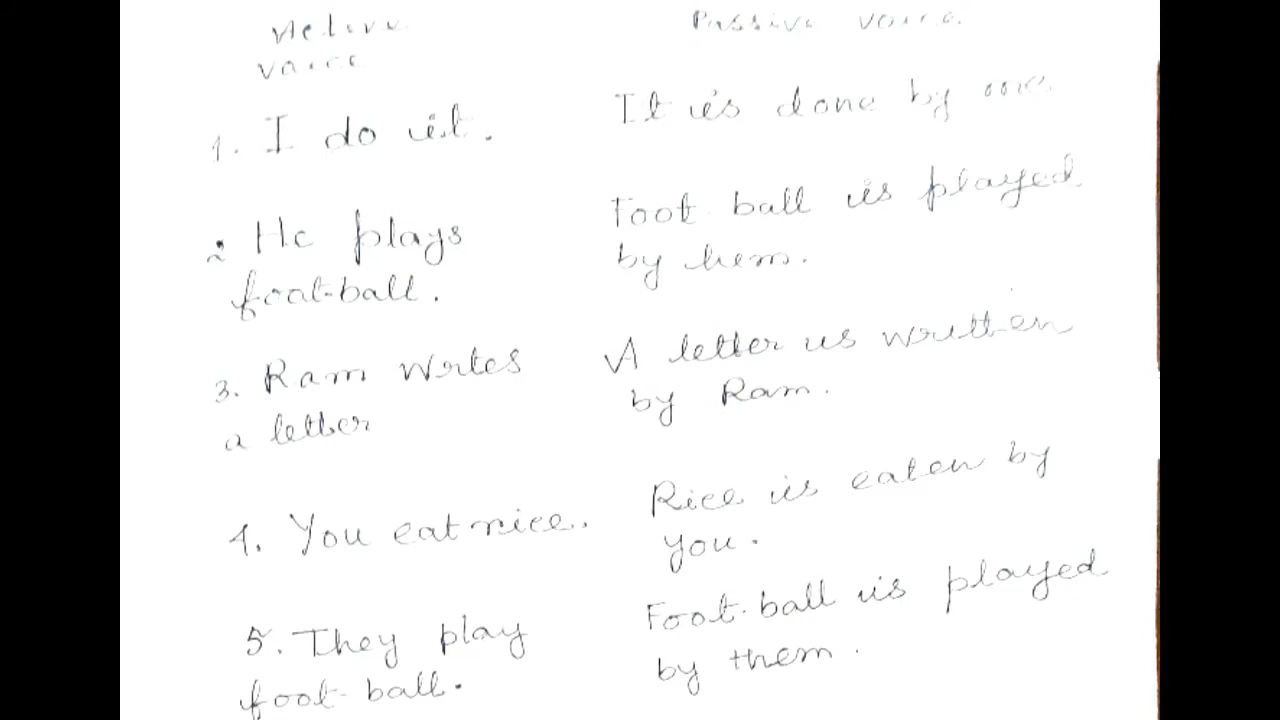 Active Passive voice.
voice
1. I do it. It is done by me.
2. He plays Foot ball is played
football. by hem.
3. Ram Wrtes A letter is written
a letter by Ram.
4. You eat rice. Rice is eaten by
you.
5. They play Foot-ball is played
foot-ball. by them.